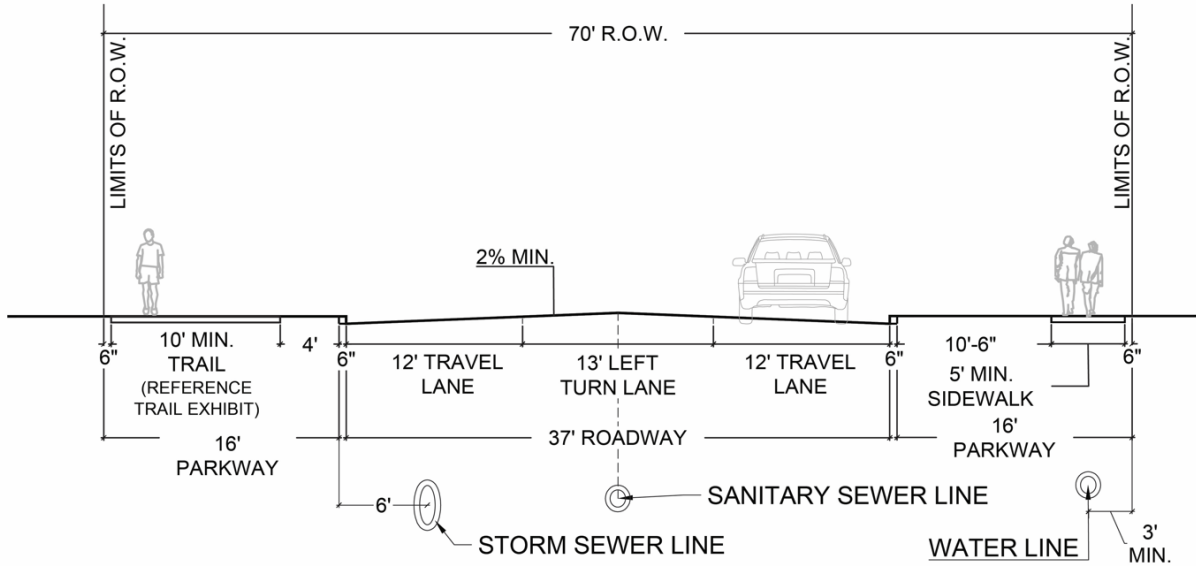 70' R.O.W.
LIMITS OF R.O.W.
LIMITS OF R.O.W.
2% MIN.
6"
10' MIN.
TRAIL
(REFERENCE
TRAIL EXHIBIT)
4'
6"
12' TRAVEL
LANE
13' LEFT
TURN LANE
12' TRAVEL
LANE
6"
10'-6"
6"
5' MIN.
SIDEWALK
16'
PARKWAY
37' ROADWAY
16'
PARKWAY
6'
STORM SEWER LINE
SANITARY SEWER LINE
WATER LINE
3'
MIN.